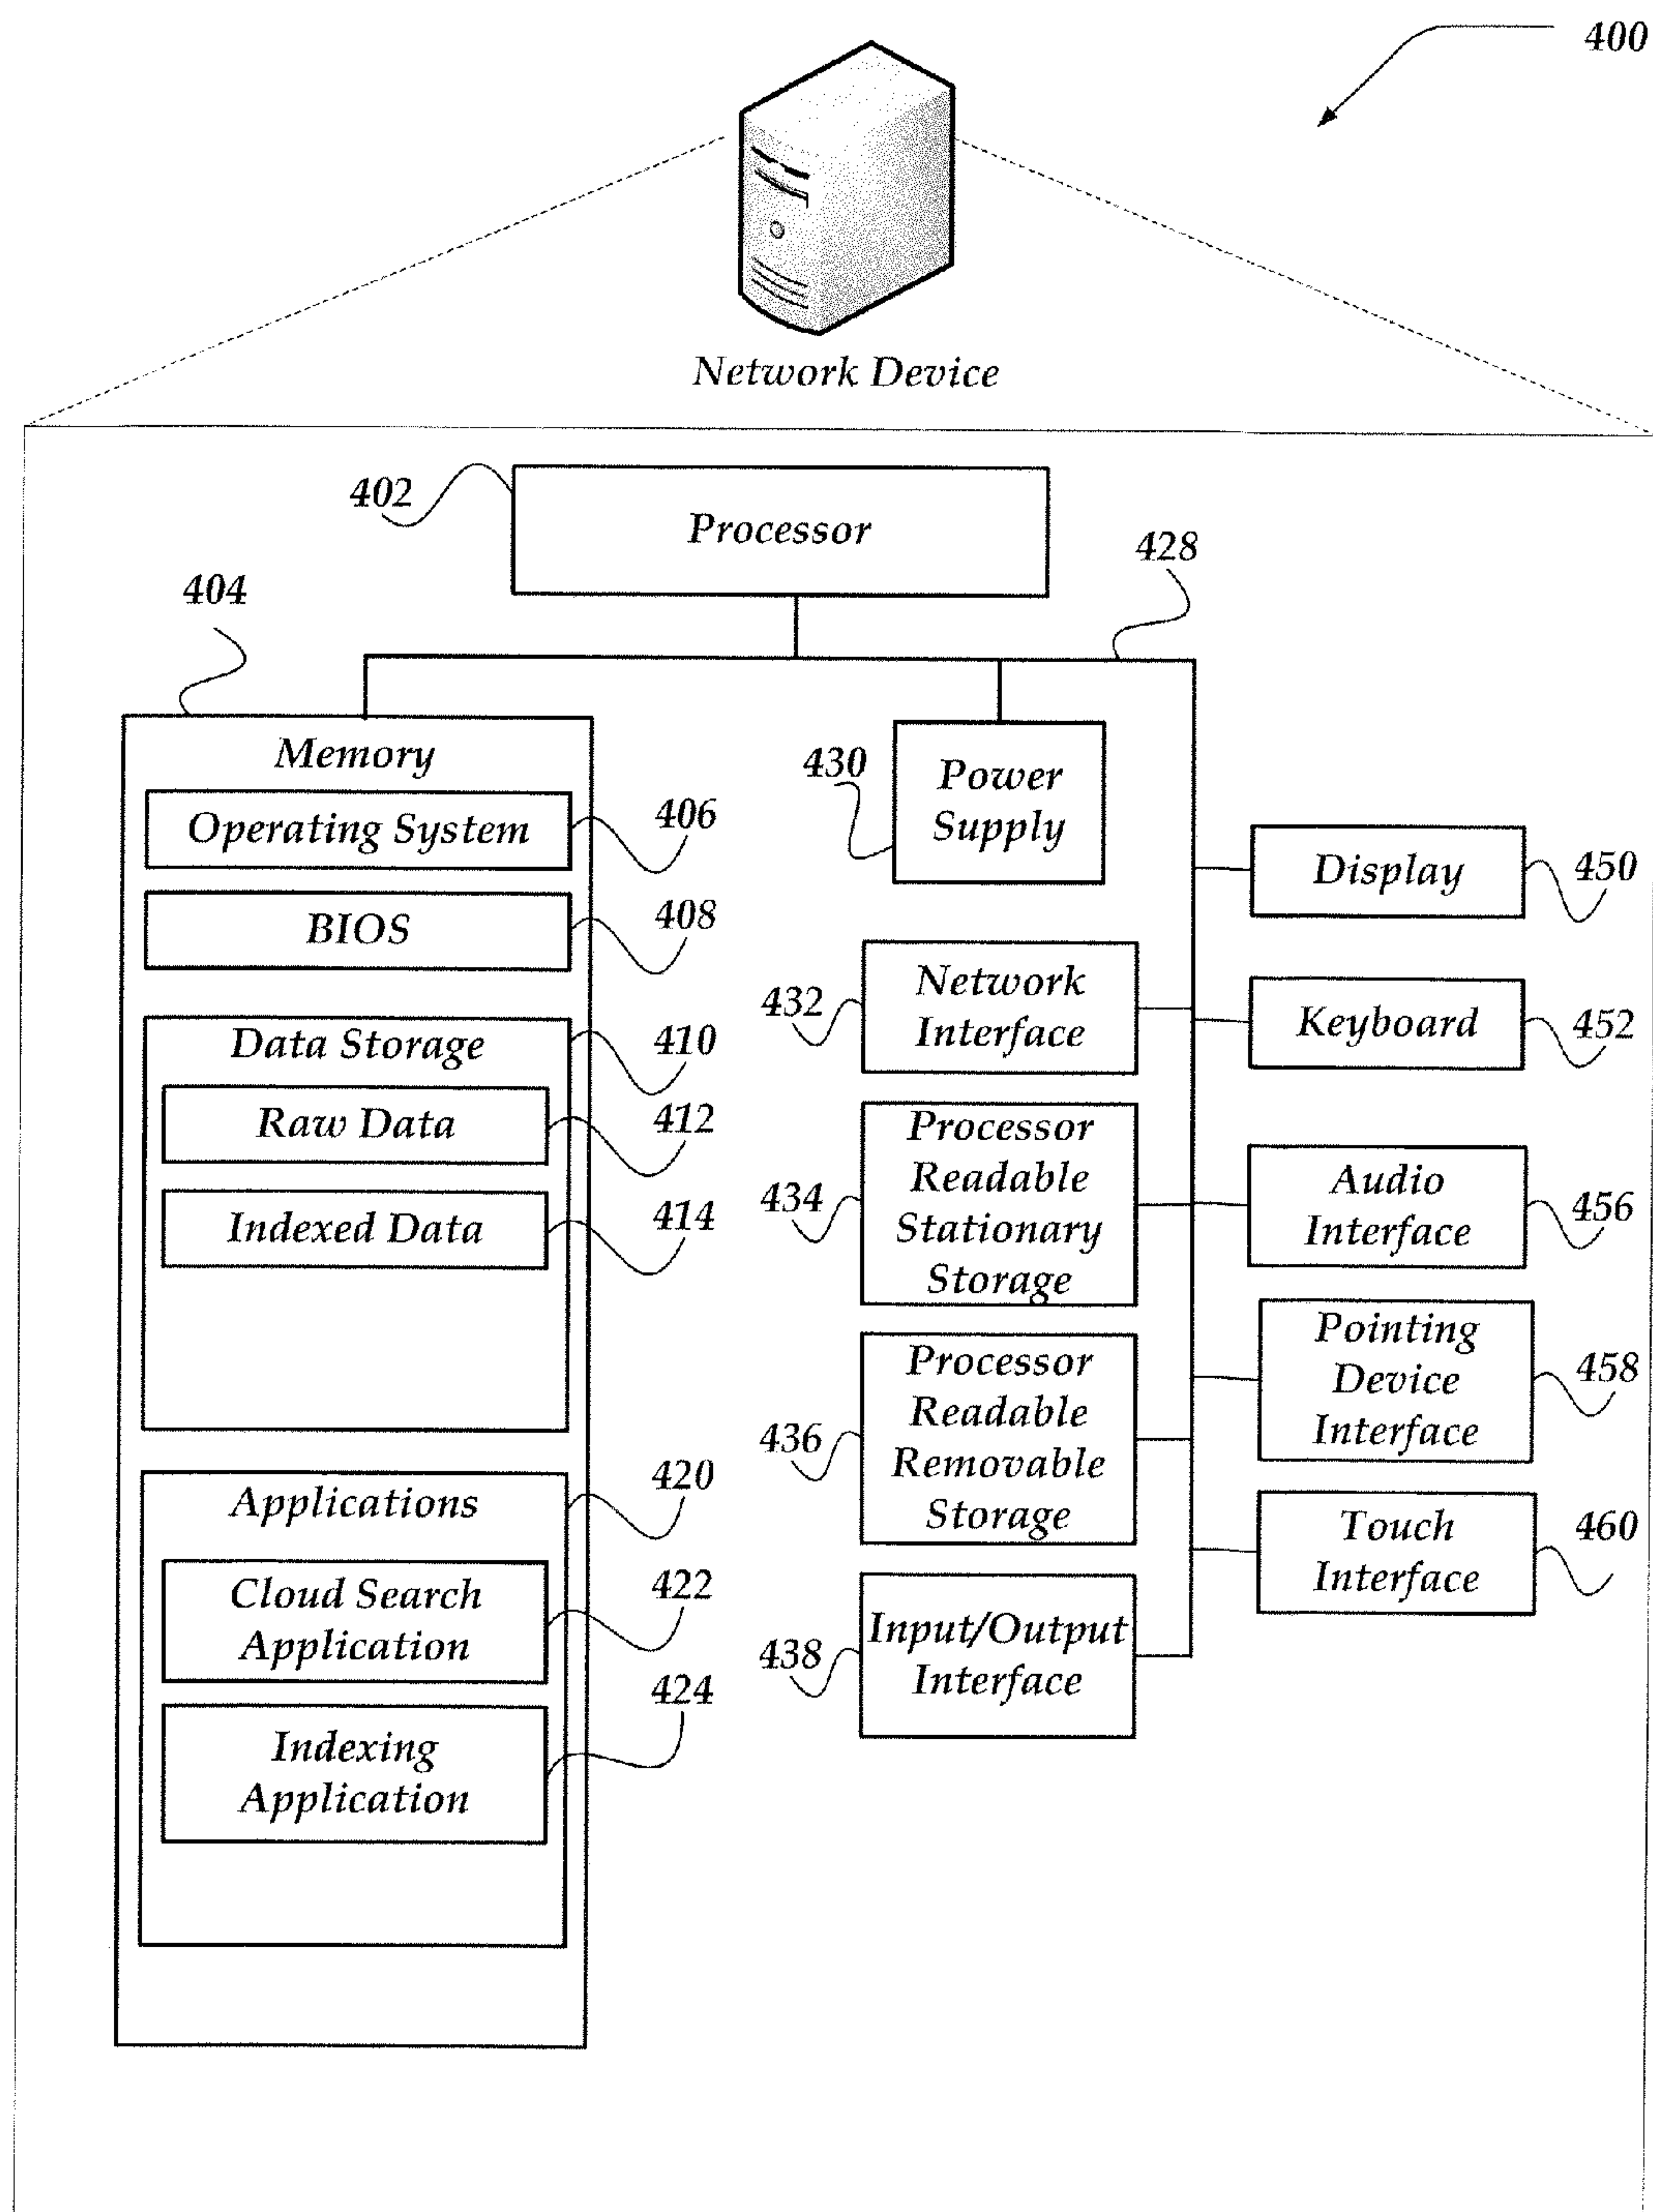 400
Network Device
402
Processor
428
404
Memory
Operating System
406
BIOS
408
Data Storage
410
Raw Data
412
Indexed Data
414
Applications
420
Cloud Search
Application
422
Indexing
Application
424
430
Power
Supply
432
Network
Interface
434
Processor
Readable
Stationary
Storage
436
Processor
Readable
Removable
Storage
438
Input/Output
Interface
Display
450
Keyboard
452
Audio
Interface
456
Pointing
Device
Interface
458
Touch
Interface
460